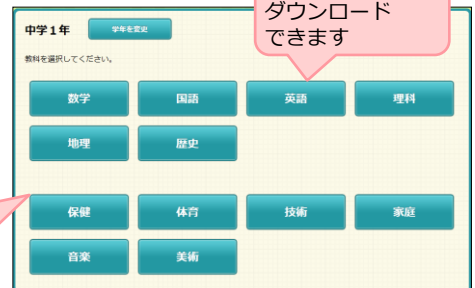 ダウンロード
できます
中学1年 学年を変更
教科を選択してください。
数学 国語 英語 理科
地理 歴史
保健 体育 技術 家庭
音楽 美術